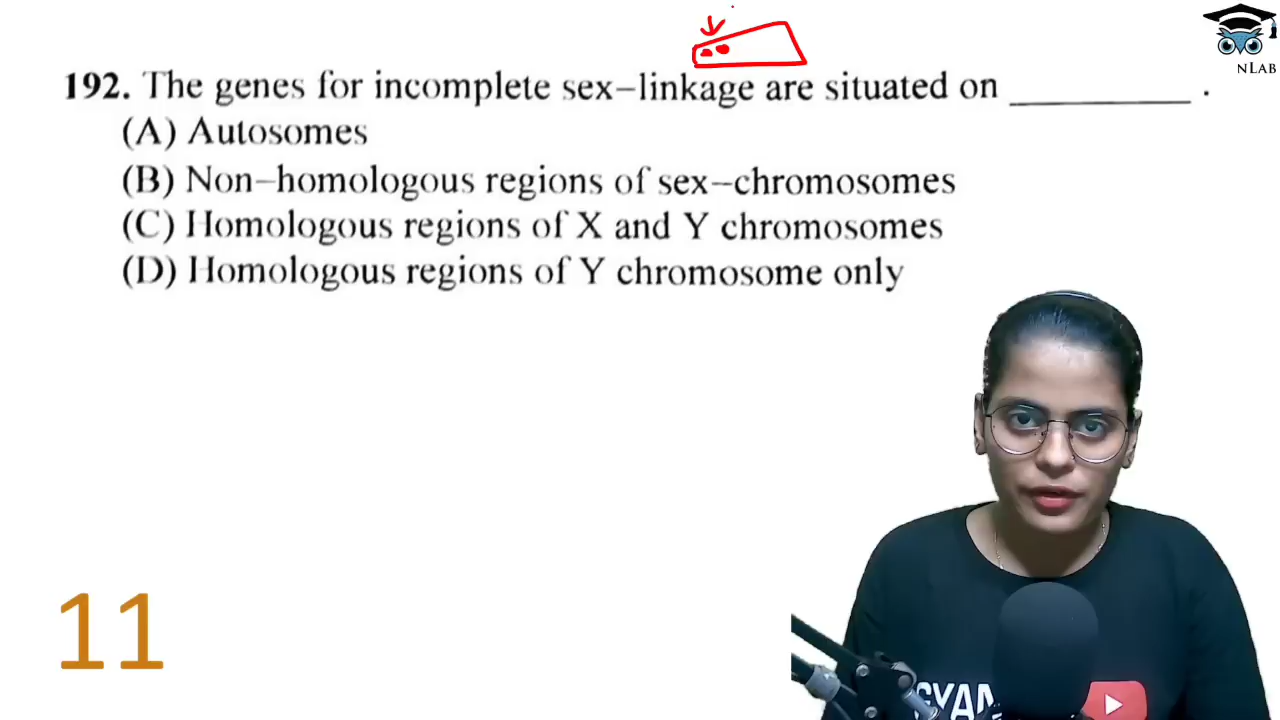 nLAB
192. The genes for incomplete sex–linkage are situated on __________ .
(A) Autosomes
(B) Non–homologous regions of sex–chromosomes
(C) Homologous regions of X and Y chromosomes
(D) Homologous regions of Y chromosome only
11